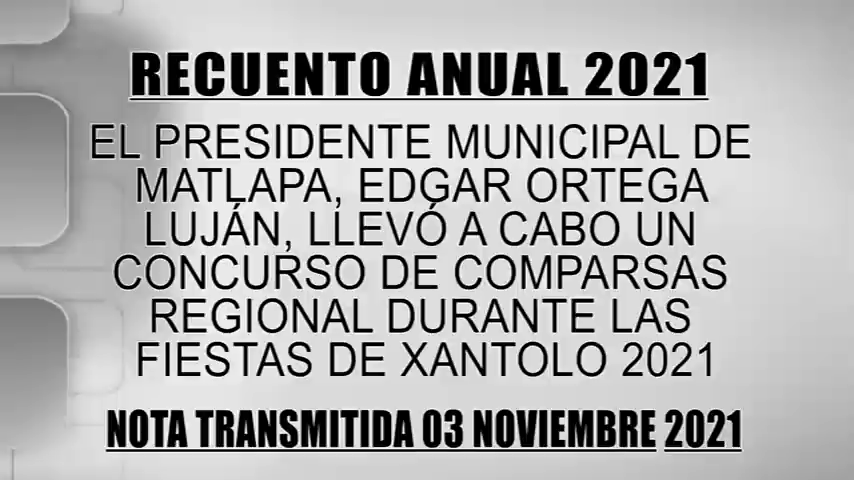 RECUENTO ANUAL 2021
EL PRESIDENTE MUNICIPAL DE
MATLAPA, EDGAR ORTEGA
LUJÁN, LLEVÓ A CABO UN
CONCURSO DE COMPARSAS
REGIONAL DURANTE LAS
FIESTAS DE XANTOLO 2021
NOTA TRANSMITIDA 03 NOVIEMBRE 2021